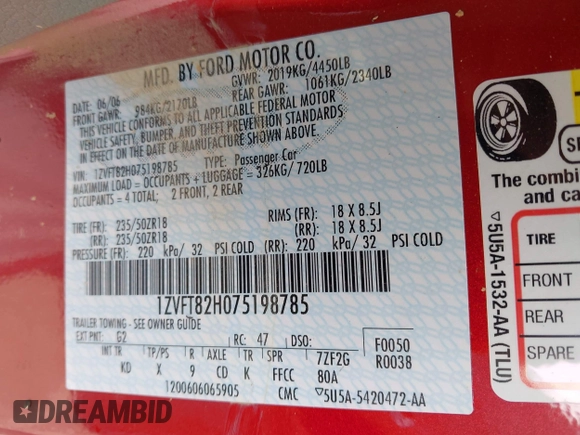 MFD. BY FORD MOTOR CO.
06/06 GVWR: 2019KG/4450LB
FRONT GAWR: 984KG/2170LB REAR GAWR: 1061KG/2340LB
THIS VEHICLE CONFORMS TO ALL APPLICABLE FEDERAL MOTOR
VEHICLE SAFETY, BUMPER, AND THEFT PREVENTION STANDARDS
IN EFFECT ON THE DATE OF MANUFACTURE SHOWN ABOVE.
VIN: 1ZVFT82H075198785 TYPE: Passenger Car
MAXIMUM LOAD = OCCUPANTS + LUGGAGE = 326KG/720LB
OCCUPANTS = 4 TOTAL; 2 FRONT, 2 REAR
TIRE (FR): 235/50ZR18 RIMS (FR): 18 X 8.5J
(RR): 235/50ZR18 (RR): 18 X 8.5J
PRESSURE (FR): 220 kPa/ 32 PSI COLD (RR): 220 kPa/ 32 PSI COLD
1ZVFT82H075198785
TRAILER TOWING - SEE OWNER GUIDE
EXT PNT: G2 RC: 47 DSO: F0050
R0038
INT TR TP/PS R AXLE TR SPR 7ZF2G
KD X 9 CD K FFCC 80A
1200606065905 CMC ▽5U5A-5420472-AA
The combi
and ca
TIRE
FRONT
REAR
SPARE
▽5U5A-1532-AA (TLU)
DREAMBID